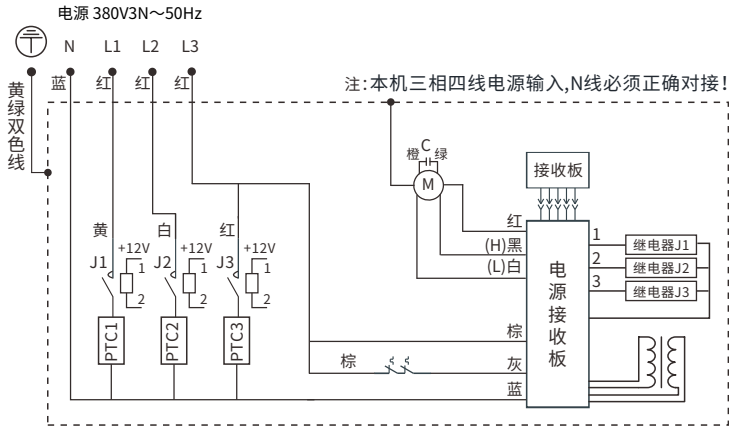 电源 380V3N～50Hz
N L1 L2 L3
蓝 红 红 红
黄绿双色线
注:本机三相四线电源输入,N线必须正确对接!
C
橙 绿
M
接收板
红
(H)黑
(L)白
棕
灰
蓝
棕
电源接收板
1 继电器J1
2 继电器J2
3 继电器J3
黄 白 红
+12V +12V +12V
J1 1 J2 1 J3 1
2 2 2
PTC1 PTC2 PTC3